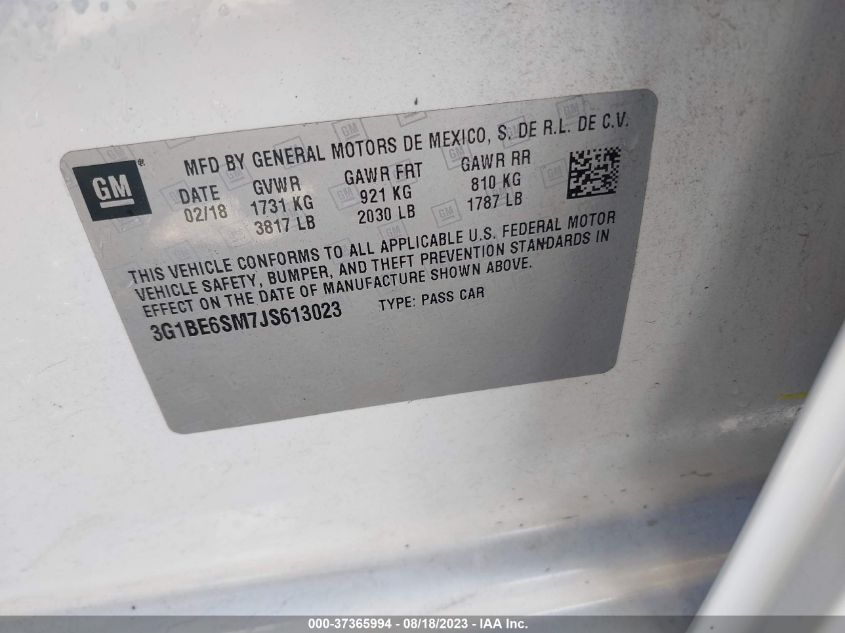 GM
MFD BY GENERAL MOTORS DE MEXICO, S. DE R.L. DE C.V.
DATE GVWR GAWR FRT GAWR RR
02/18 1731 KG 921 KG 810 KG
3817 LB 2030 LB 1787 LB
THIS VEHICLE CONFORMS TO ALL APPLICABLE U.S. FEDERAL MOTOR
VEHICLE SAFETY, BUMPER, AND THEFT PREVENTION STANDARDS IN
EFFECT ON THE DATE OF MANUFACTURE SHOWN ABOVE.
3G1BE6SM7JS613023 TYPE: PASS CAR
000-37365994 - 08/18/2023 - IAA Inc.